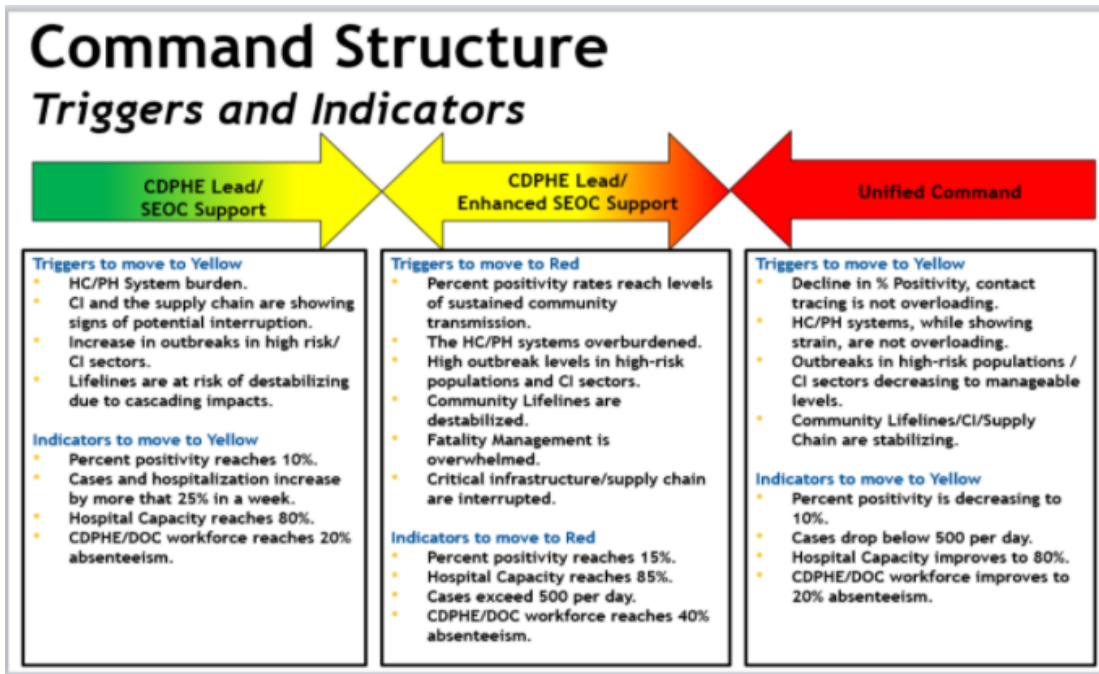 Command Structure
Triggers and Indicators
CDPHE Lead/
SEOC Support
CDPHE Lead/
Enhanced SEOC Support
Unified Command
Triggers to move to Yellow
HC/PH System burden.
CI and the supply chain are showing
signs of potential interruption.
Increase in outbreaks in high risk/
CI sectors.
Lifelines are at risk of destabilizing
due to cascading impacts.
Indicators to move to Yellow
Percent positivity reaches 10%.
Cases and hospitalization increase
by more that 25% in a week.
Hospital Capacity reaches 80%.
CDPHE/DOC workforce reaches 20%
absenteeism.
Triggers to move to Red
Percent positivity rates reach levels
of sustained community
transmission.
The HC/PH systems overburdened.
High outbreak levels in high-risk
populations and CI sectors.
Community Lifelines are
destabilized.
Fatality Management is
overwhelmed.
Critical infrastructure/supply chain
are interrupted.
Indicators to move to Red
Percent positivity reaches 15%.
Hospital Capacity reaches 85%.
Cases exceed 500 per day.
CDPHE/DOC workforce reaches 40%
absenteeism.
Triggers to move to Yellow
Decline in % Positivity, contact
tracing is not overloading.
HC/PH systems, while showing
strain, are not overloading.
Outbreaks in high-risk populations /
CI sectors decreasing to manageable
levels.
Community Lifelines/CI/Supply
Chain are stabilizing.
Indicators to move to Yellow
Percent positivity is decreasing to
10%.
Cases drop below 500 per day.
Hospital Capacity improves to 80%.
CDPHE/DOC workforce improves to
20% absenteeism.